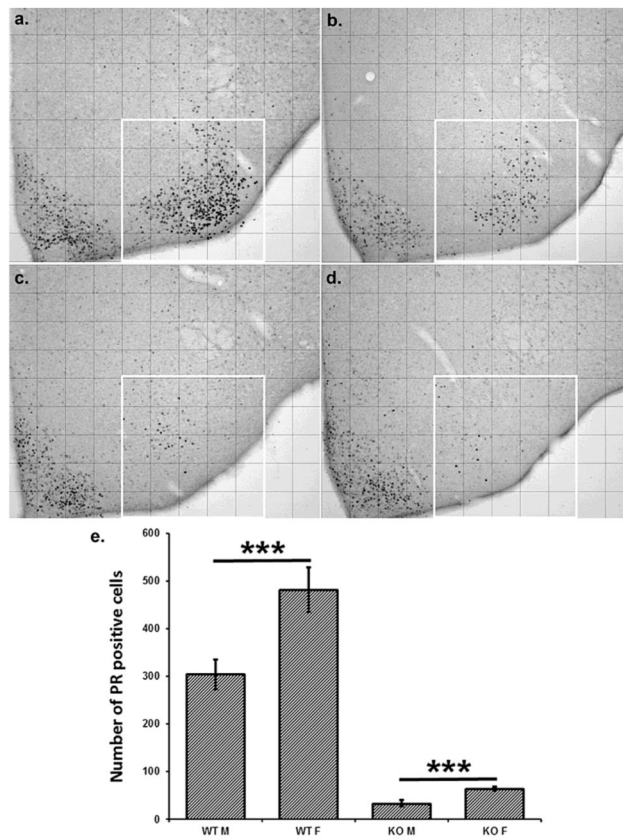 a.
b.
c.
d.
e.
Number of PR positive cells
600
500
400
300
200
100
0
***
***
WT M
WT F
KO M
KO F